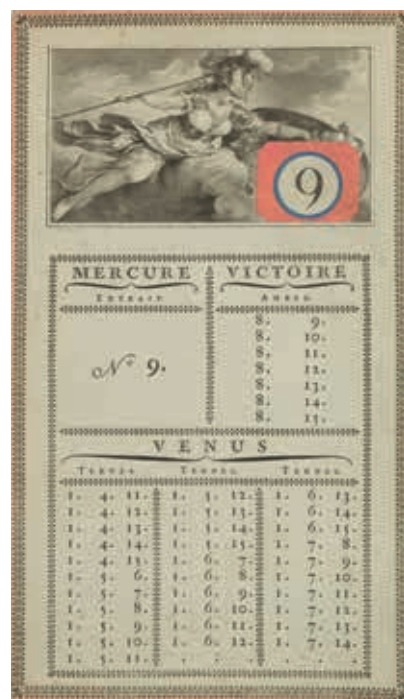 9
MERCURE VICTOIRE
EXTRAIT. AMBES.
8. 9.
8. 10.
8. 11.
Nº 9. 8. 12.
8. 13.
8. 14.
8. 15.
VENUS
TERNES. TERNES. TERNES.
1. 4. 11. 1. 5. 12. 1. 6. 13.
1. 4. 12. 1. 5. 13. 1. 6. 14.
1. 4. 13. 1. 5. 14. 1. 6. 15.
1. 4. 14. 1. 5. 15. 1. 7. 8.
1. 4. 15. 1. 6. 7. 1. 7. 9.
1. 5. 6. 1. 6. 8. 1. 7. 10.
1. 5. 7. 1. 6. 9. 1. 7. 11.
1. 5. 8. 1. 6. 10. 1. 7. 12.
1. 5. 9. 1. 6. 11. 1. 7. 13.
1. 5. 10. 1. 6. 12. 1. 7. 14.
1. 5. 11. . . . . . .